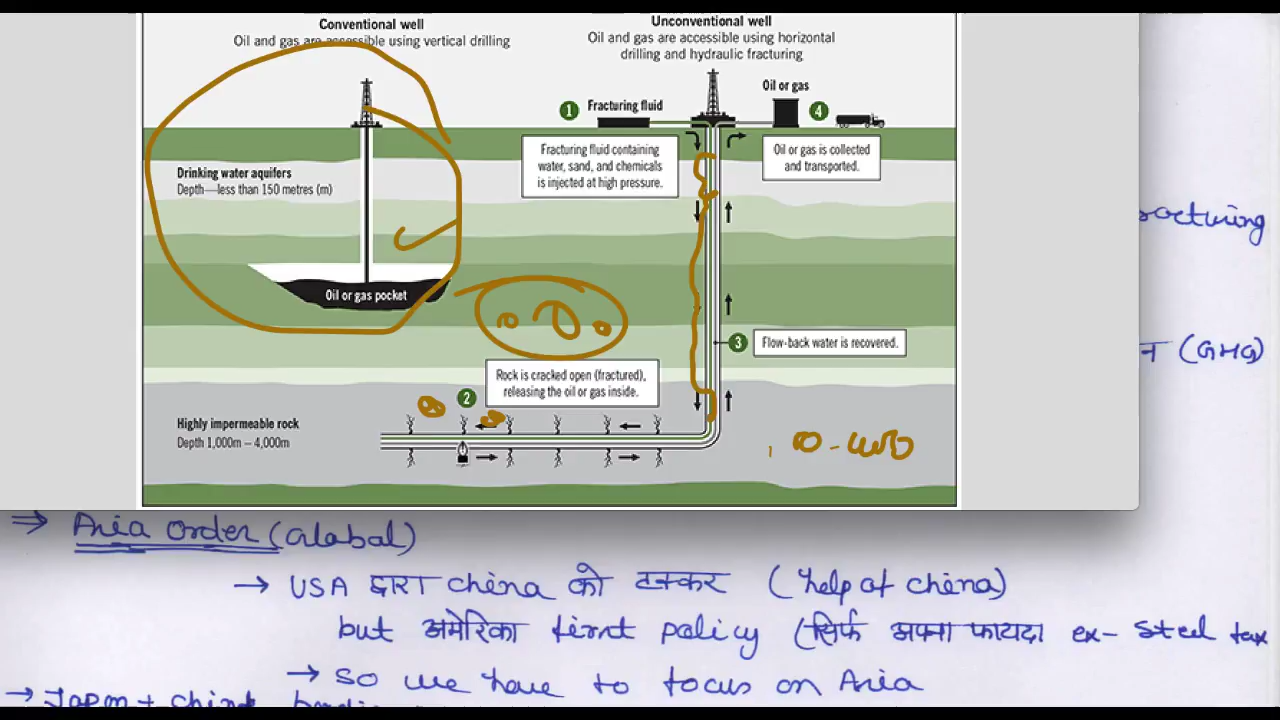 Conventional well
Oil and gas are accessible using vertical drilling
Unconventional well
Oil and gas are accessible using horizontal
drilling and hydraulic fracturing
Oil or gas
1 Fracturing fluid
4
Fracturing fluid containing
water, sand, and chemicals
is injected at high pressure.
Oil or gas is collected
and transported.
Drinking water aquifers
Depth—less than 150 metres (m)
Oil or gas pocket
3 Flow-back water is recovered.
Rock is cracked open (fractured),
releasing the oil or gas inside.
2
Highly impermeable rock
Depth 1,000m – 4,000m
racturing
न (GHG)
⇒ Asia Order (Glabal)
→ USA द्वारा china को टक्कर (help of china)
but अमेरिका first policy (सिर्फ अपना फायदा ex- Steel tax
→ So we have to focus on Asia
→ Japan +